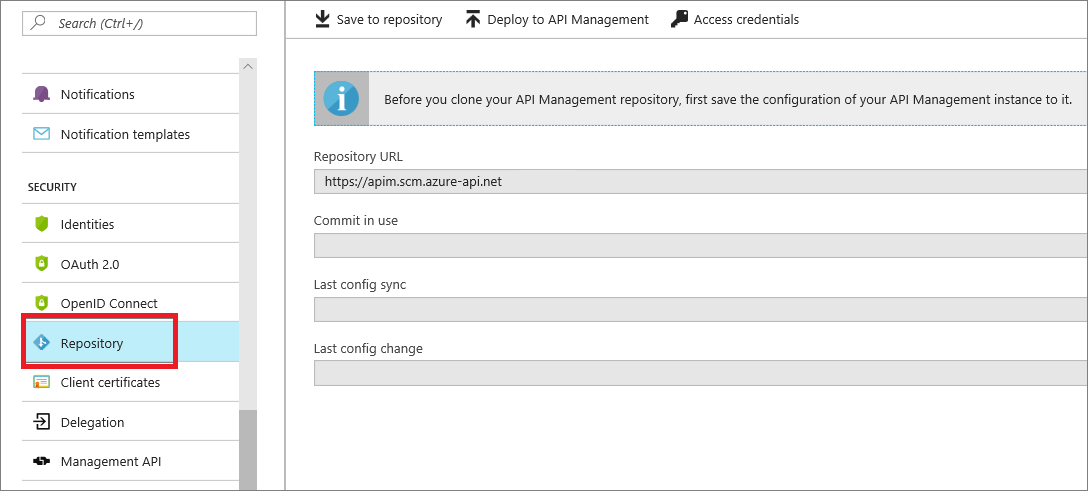 Search (Ctrl+/)
Notifications
Notification templates
SECURITY
Identities
OAuth 2.0
OpenID Connect
Repository
Client certificates
Delegation
Management API
Save to repository
Deploy to API Management
Access credentials
Before you clone your API Management repository, first save the configuration of your API Management instance to it.
Repository URL
https://apim.scm.azure-api.net
Commit in use
Last config sync
Last config change